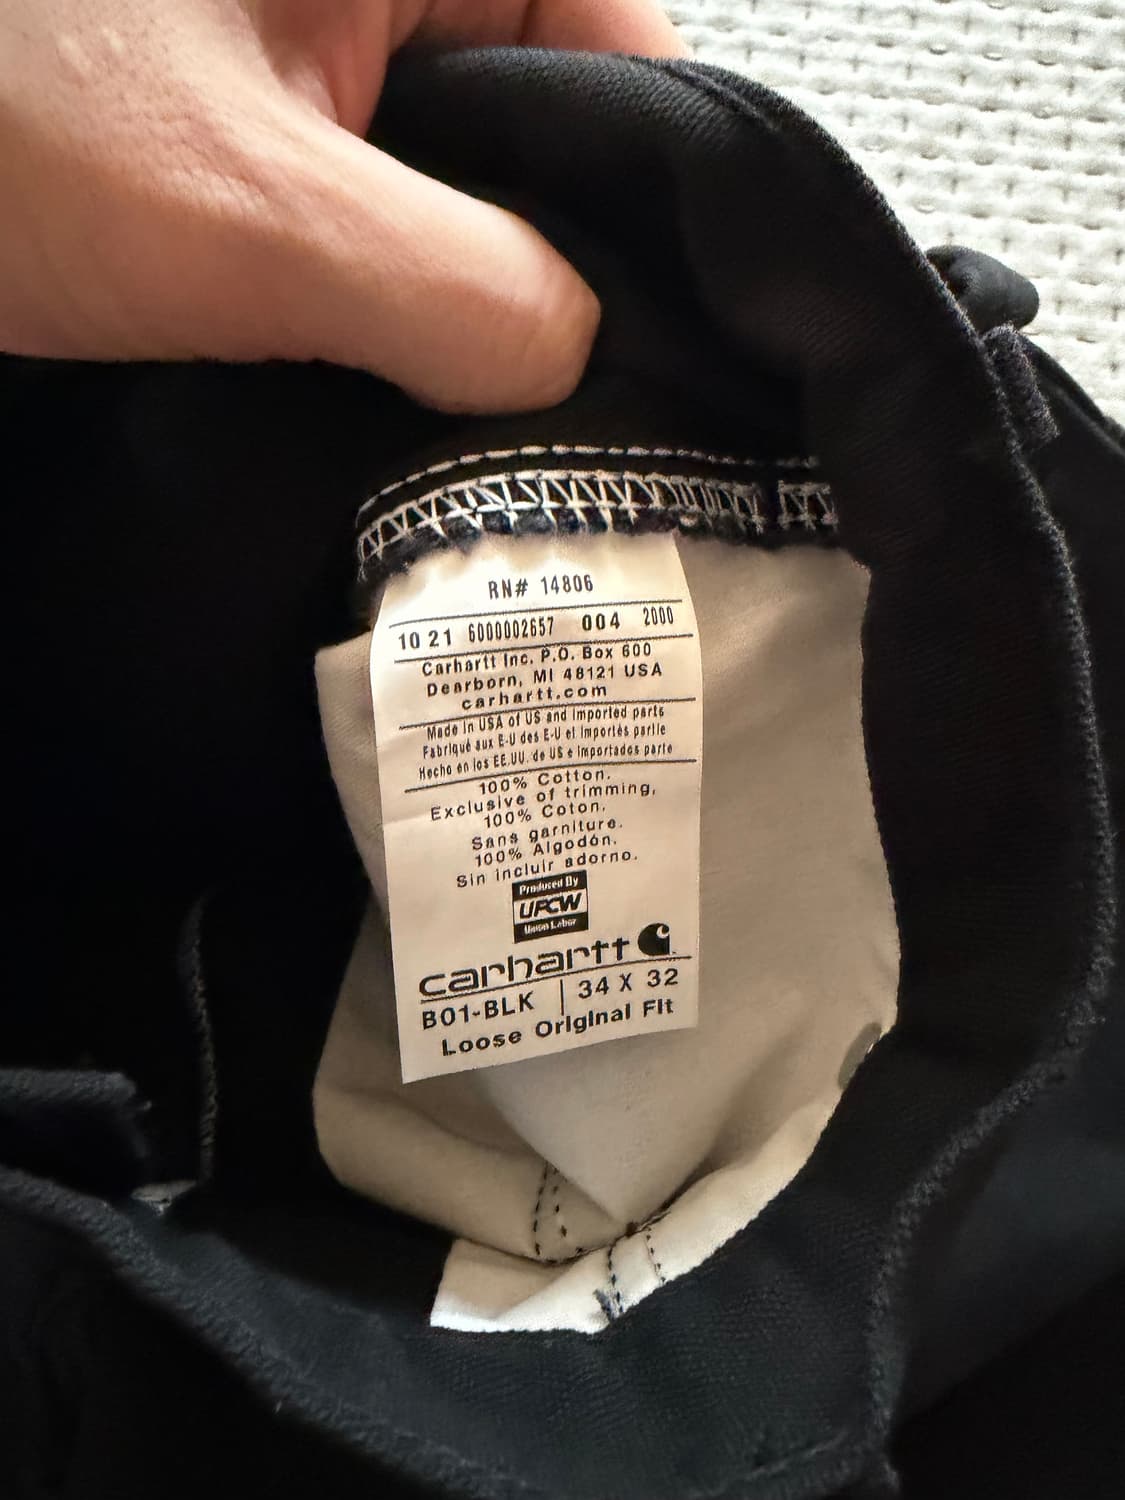 RN# 14806
10 21 6000002657 004 2000
Carhartt Inc. P.O. Box 600
Dearborn, MI 48121 USA
carhartt.com
Made in USA of US and Imported parts
Fabriqué aux E-U des E-U et Importés partie
Hecho en los EE.UU. de US e Importados parte
100% Cotton.
Exclusive of trimming.
100% Coton.
Sans garniture.
100% Algodón.
Sin incluir adorno.
Produced By
UFCW
Union Labor
carhartt
B01-BLK | 34 X 32
Loose Original Fit